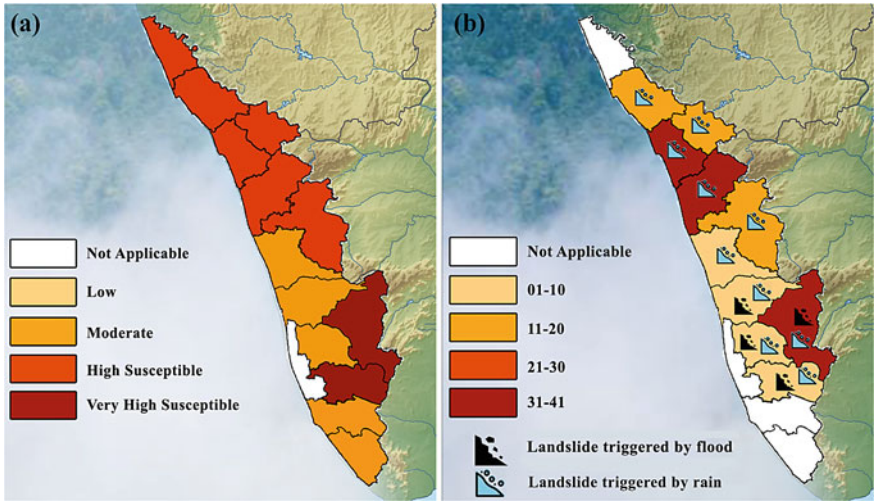 (a)
Not Applicable
Low
Moderate
High Susceptible
Very High Susceptible
(b)
Not Applicable
01-10
11-20
21-30
31-41
Landslide triggered by flood
Landslide triggered by rain